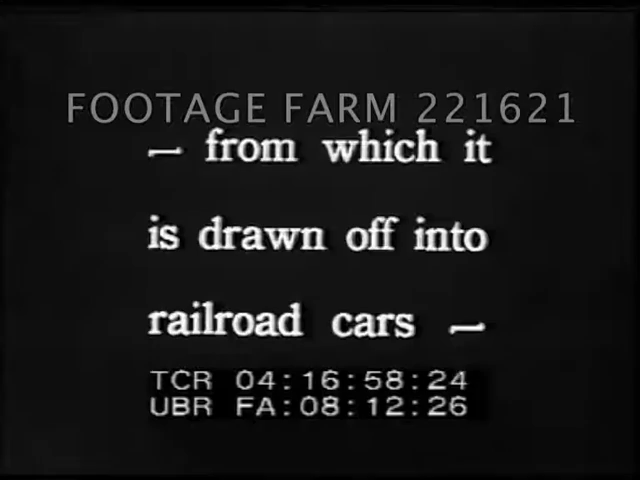 FOOTAGE FARM 221621
— from which it
is drawn off into
railroad cars —
TCR 04:16:58:24
UBR FA:08:12:26